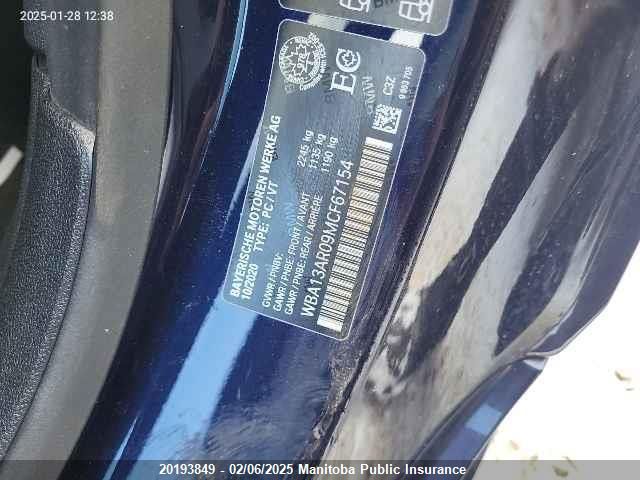 2025-01-28 12:38
BAYERISCHE MOTOREN WERKE AG
10/2020 TYPE: PC / VT
GVWR / PNBV: 2245 kg
GAWR / PNBE: FRONT / AVANT 1135 kg
GAWR / PNBE: REAR / ARRIÈRE 1190 kg
WBA13AR09MCF67154
EC
C3Z
20193849 - 02/06/2025 Manitoba Public Insurance